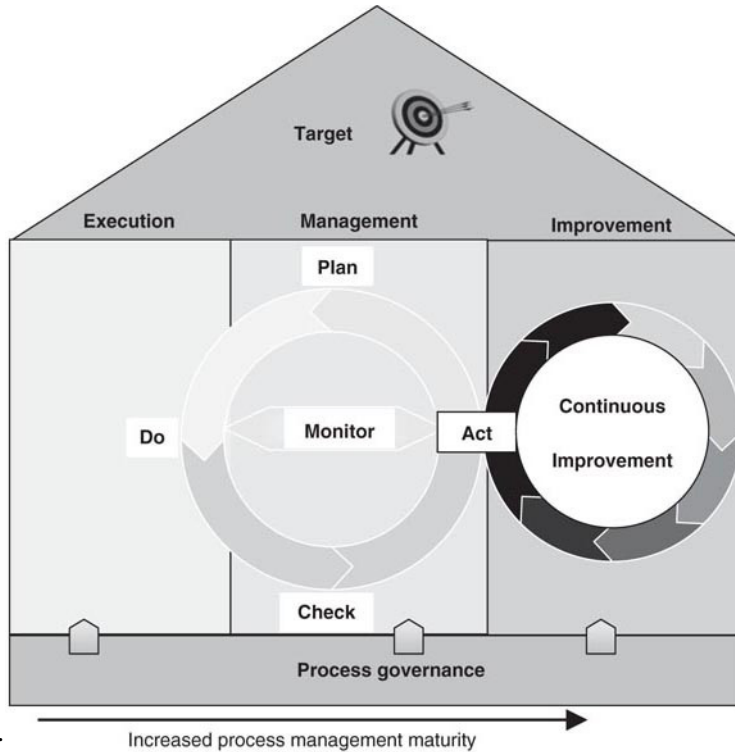 Target
Execution
Management
Improvement
Plan
Do
Monitor
Act
Continuous
Improvement
Check
Process governance
Increased process management maturity